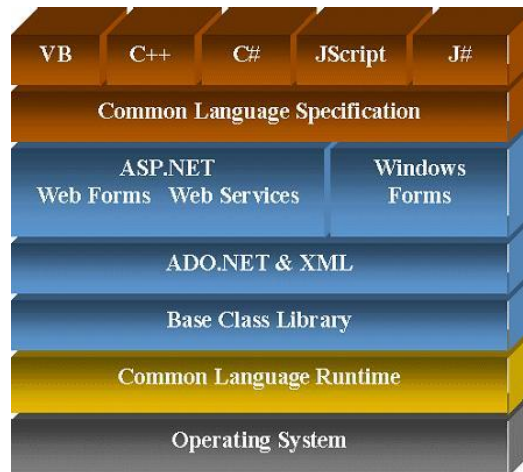 VB C++ C# JScript J#
Common Language Specification
ASP.NET
Web Forms Web Services
Windows
Forms
ADO.NET & XML
Base Class Library
Common Language Runtime
Operating System